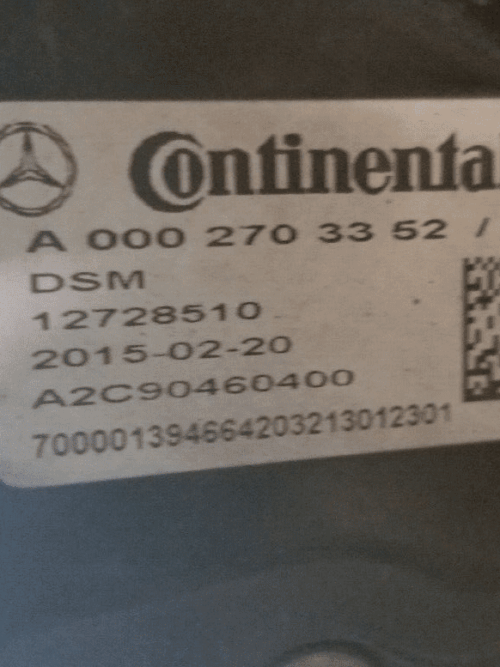 Continental
A 000 270 33 52 /
DSM
12728510
2015-02-20
A2C90460400
70000139466420321301230​1